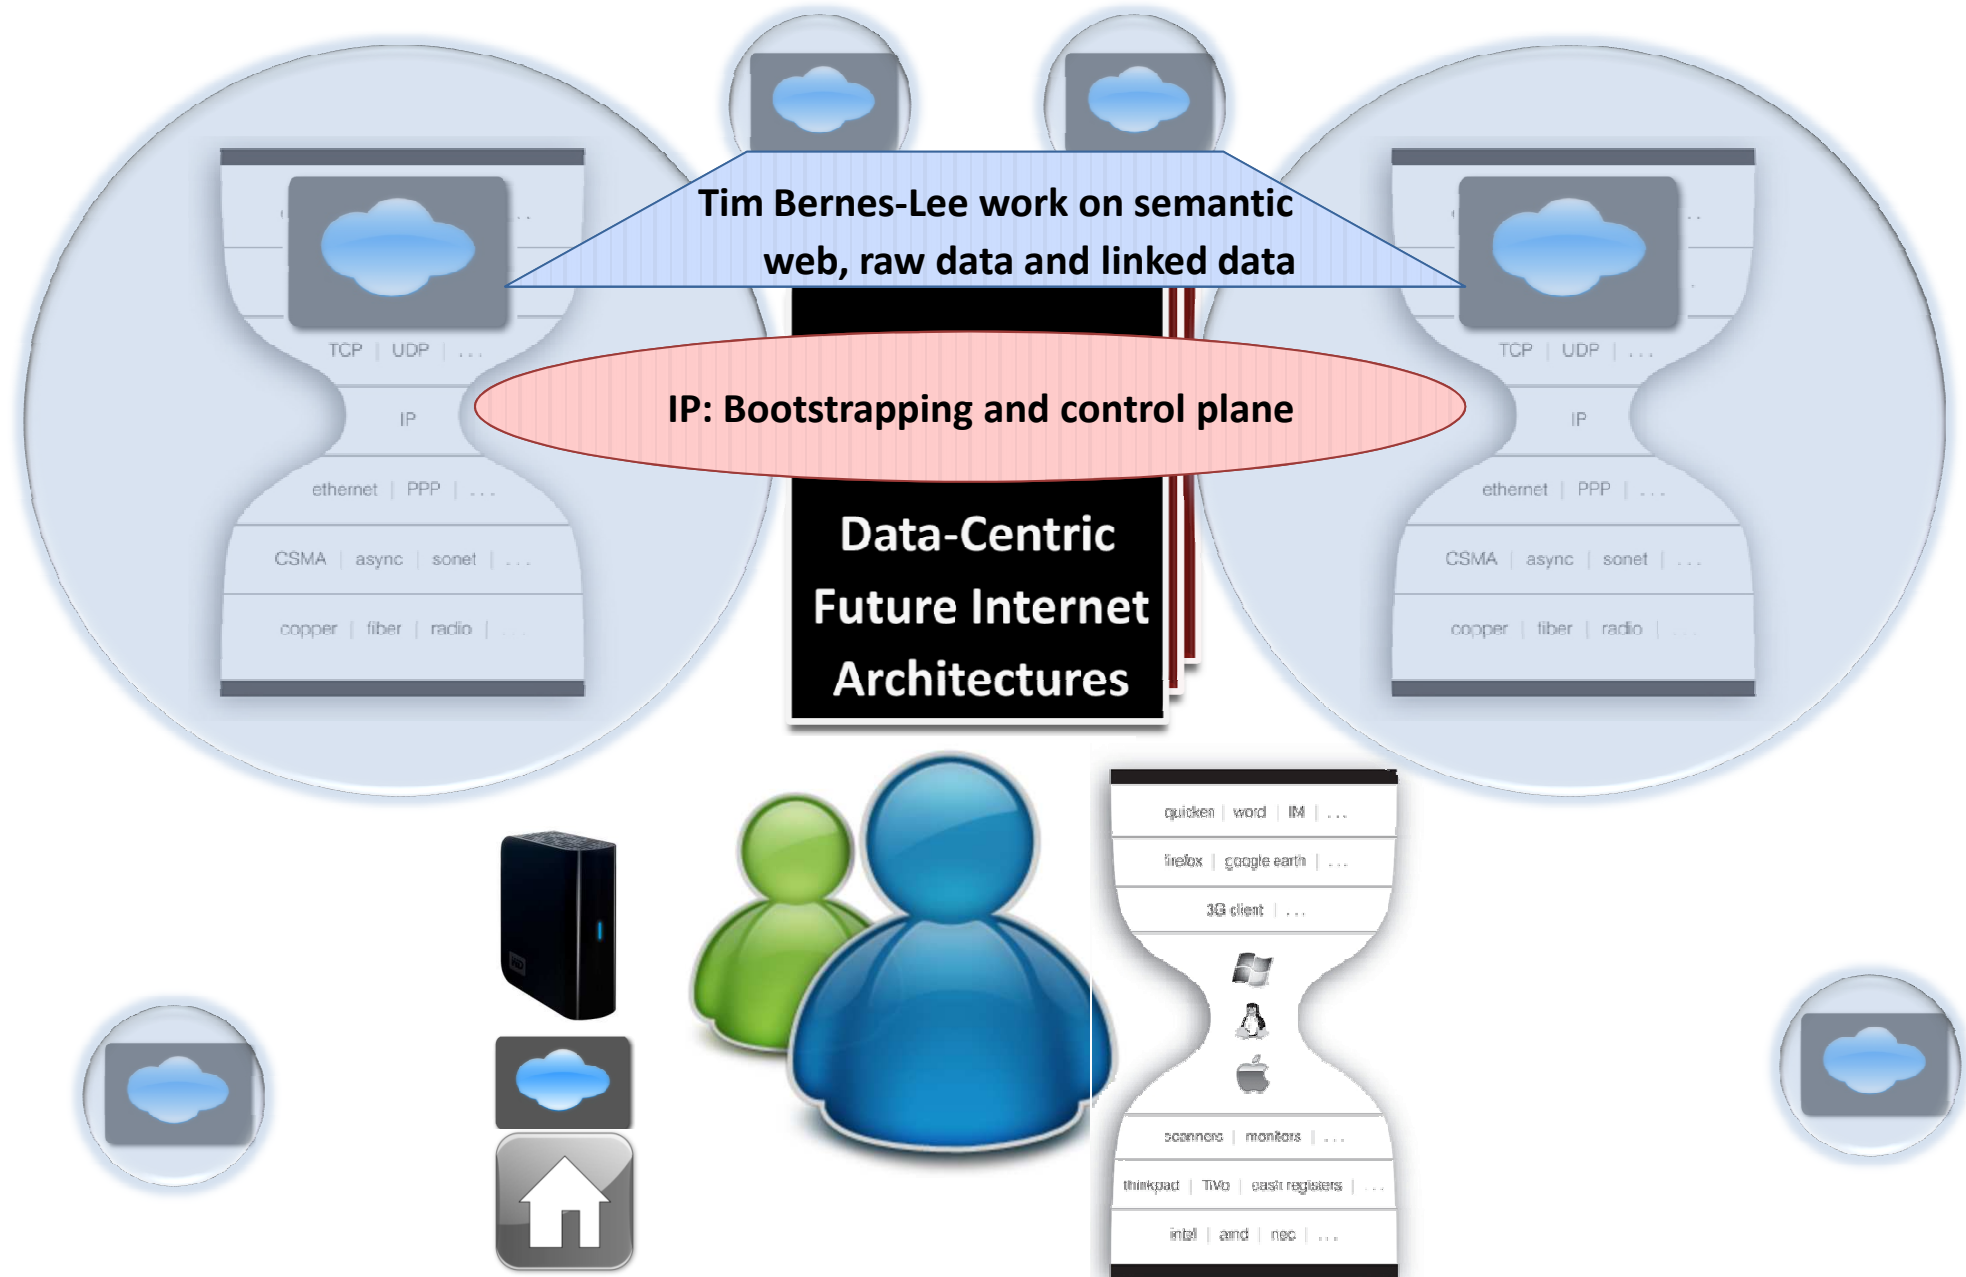 Tim Bernes-Lee work on semantic
web, raw data and linked data
TCP | UDP | ...
IP
ethernet | PPP | ...
CSMA | async | sonet | ...
copper | fiber | radio | ...
IP: Bootstrapping and control plane
Data-Centric
Future Internet
Architectures
TCP | UDP | ...
IP
ethernet | PPP | ...
CSMA | async | sonet | ...
copper | fiber | radio | ...
WD
quicken | word | IM | ...
firefox | google earth | ...
3G client | ...
scanners | monitors | ...
thinkpad | TiVo | cash registers | ...
intel | amd | nec | ...